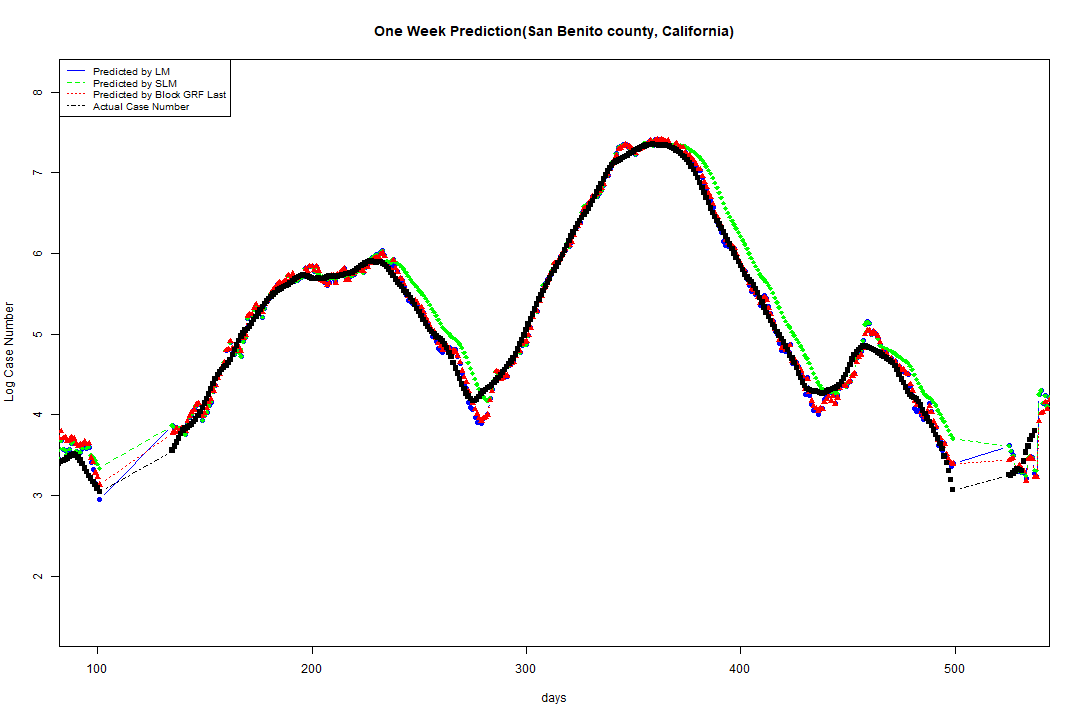 One Week Prediction(San Benito county, California)
Predicted by LM
Predicted by SLM
Predicted by Block GRF Last
Actual Case Number
Log Case Number
8
7
6
5
4
3
2
100 200 300 400 500
days